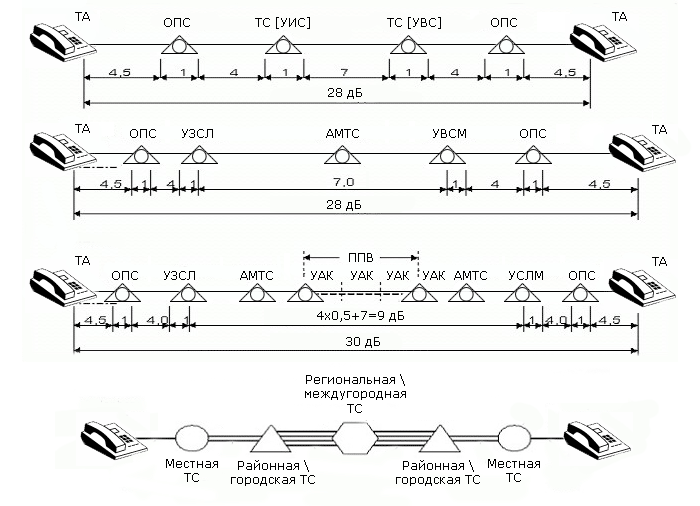 ТА ОПС ТС [УИС] ТС [УВС] ОПС ТА
4,5 1 4 1 7 1 4 1 4,5
28 дБ
ТА ОПС УЗСЛ АМТС УВСМ ОПС ТА
4,5 1 4 1 7.0 1 4 1 4,5
28 дБ
ППВ
ТА ОПС УЗСЛ АМТС УАК УАК УАК УАК АМТС УСЛМ ОПС ТА
4,5 1 4,0 1 4х0,5+7=9 дБ 1 4,0 1 4,5
30 дБ
Региональная \
междугородная
ТС
Местная
ТС
Районная \
городская ТС
Районная \
городская ТС
Местная
ТС